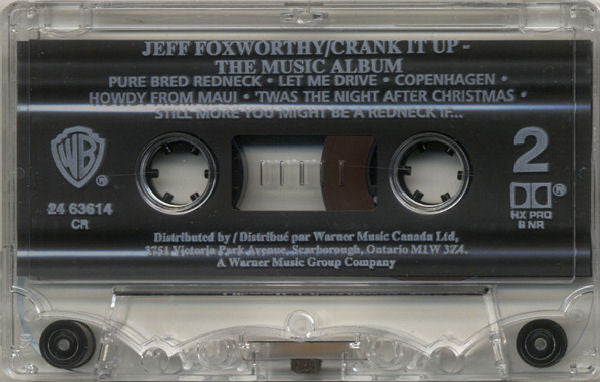 JEFF FOXWORTHY/CRANK IT UP -
THE MUSIC ALBUM
PURE BRED REDNECK • LET ME DRIVE • COPENHAGEN •
HOWDY FROM MAUI • 'TWAS THE NIGHT AFTER CHRISTMAS •
STILL MORE YOU MIGHT BE A REDNECK IF...
WB ®
2
24 63614
CR
®
HX PRO
B NR
Distributed by / Distribué par Warner Music Canada Ltd,
3751 Victoria Park Avenue, Scarborough, Ontario M1W 3Z4.
A Warner Music Group Company